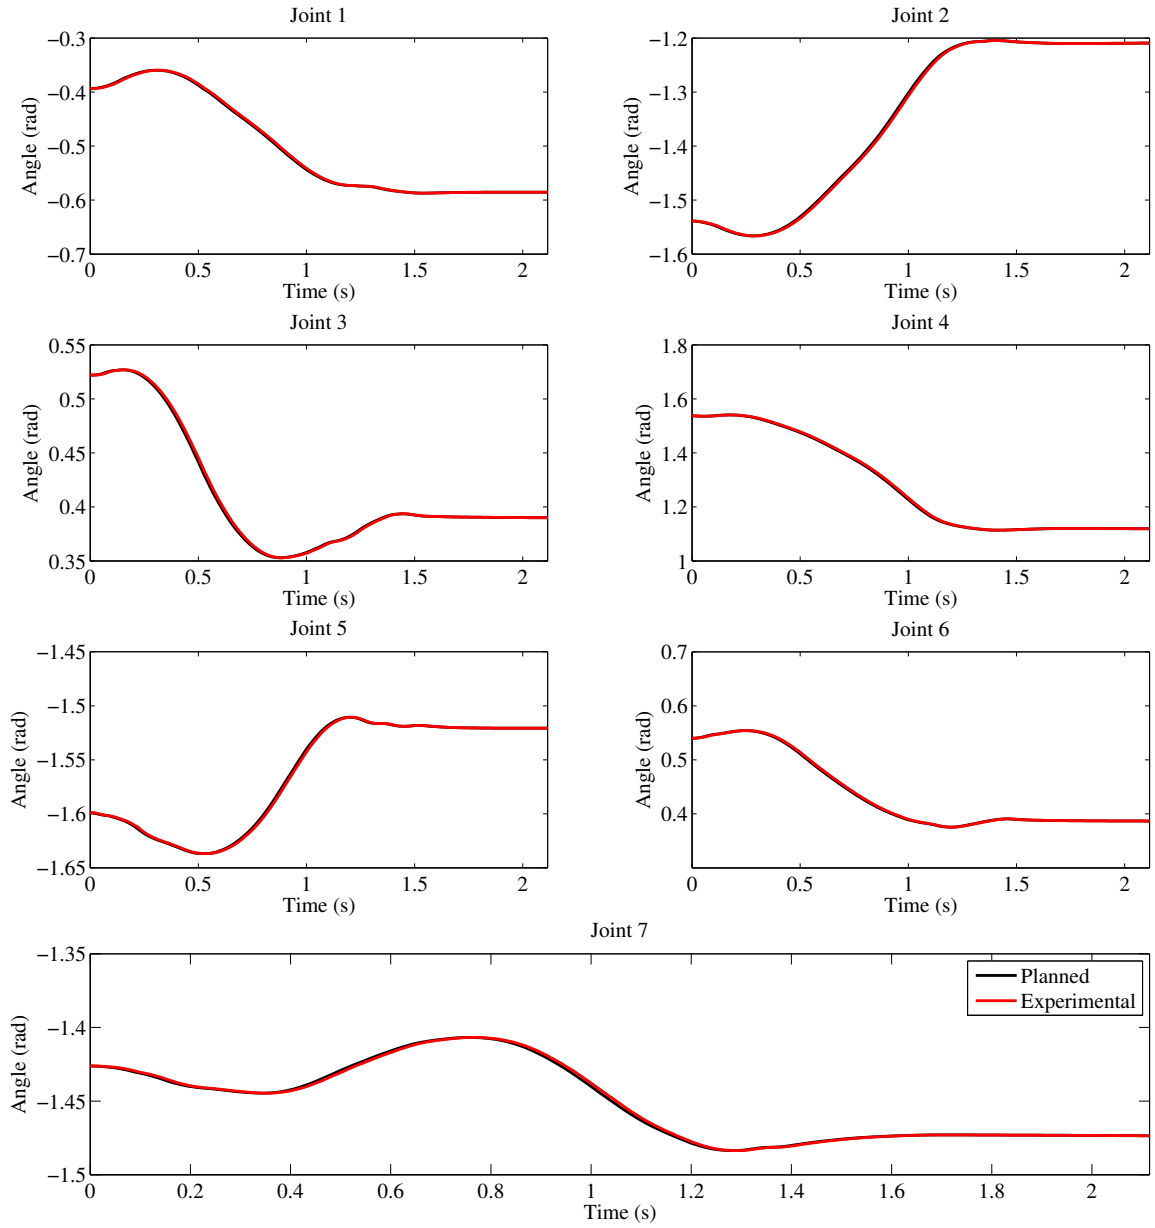 Joint 1
Angle (rad)
−0.3
−0.4
−0.5
−0.6
−0.7
0 0.5 1 1.5 2
Time (s)
Joint 2
Angle (rad)
−1.2
−1.3
−1.4
−1.5
−1.6
0 0.5 1 1.5 2
Time (s)
Joint 3
Angle (rad)
0.55
0.5
0.45
0.4
0.35
0 0.5 1 1.5 2
Time (s)
Joint 4
Angle (rad)
1.8
1.6
1.4
1.2
1
0 0.5 1 1.5 2
Time (s)
Joint 5
Angle (rad)
−1.45
−1.5
−1.55
−1.6
−1.65
0 0.5 1 1.5 2
Time (s)
Joint 6
Angle (rad)
0.7
0.6
0.5
0.4
0 0.5 1 1.5 2
Time (s)
Joint 7
Angle (rad)
−1.35
−1.4
−1.45
−1.5
Planned
Experimental
0 0.2 0.4 0.6 0.8 1 1.2 1.4 1.6 1.8 2
Time (s)